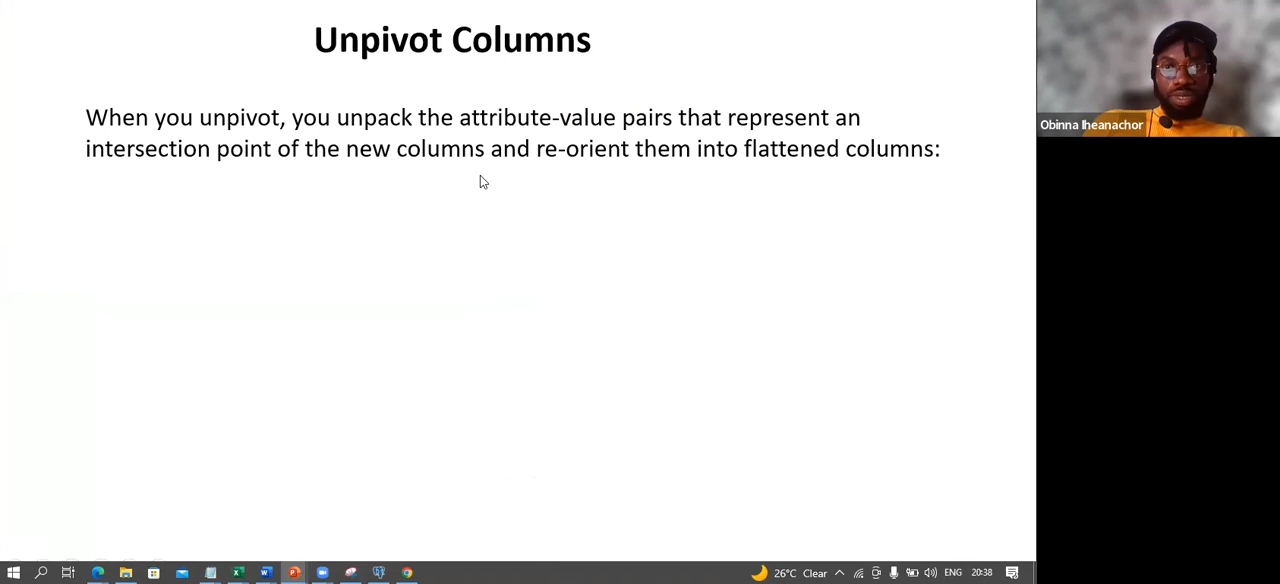 Unpivot Columns
When you unpivot, you unpack the attribute-value pairs that represent an
intersection point of the new columns and re-orient them into flattened columns:
Obinna Iheanachor
26°C Clear
ENG
20:38